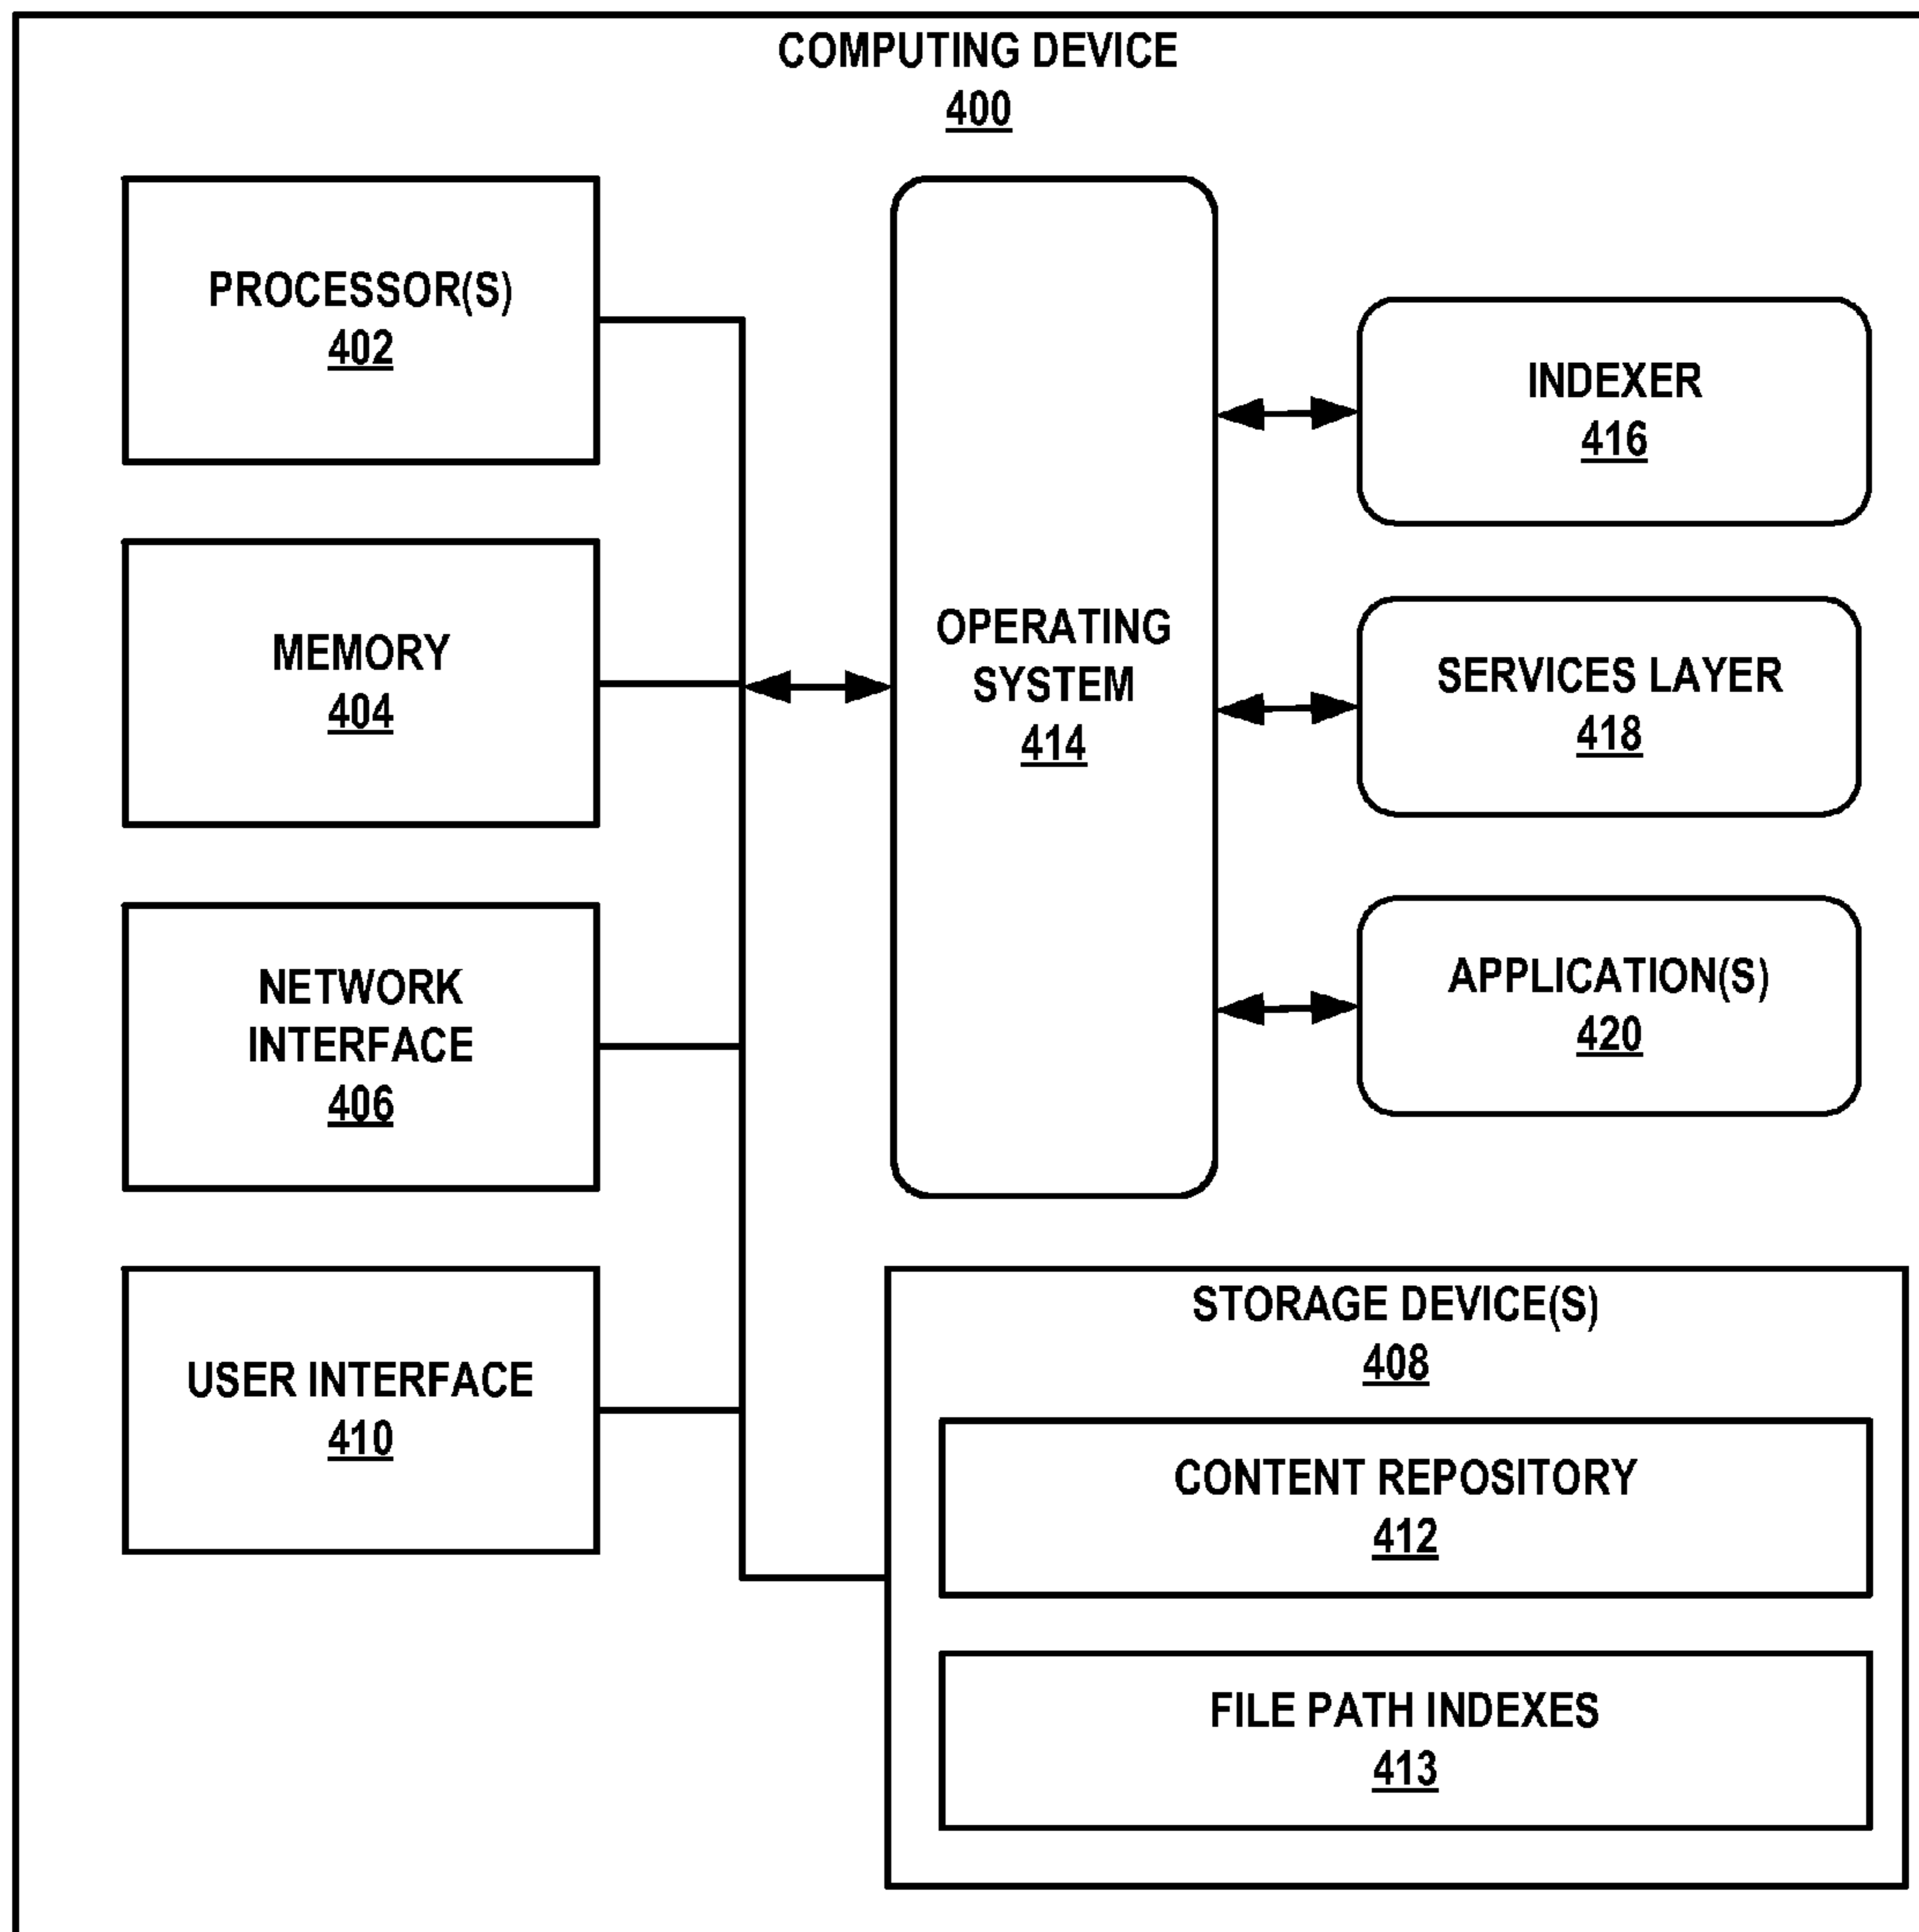 COMPUTING DEVICE
400
PROCESSOR(S)
402
MEMORY
404
NETWORK
INTERFACE
406
USER INTERFACE
410
OPERATING
SYSTEM
414
INDEXER
416
SERVICES LAYER
418
APPLICATION(S)
420
STORAGE DEVICE(S)
408
CONTENT REPOSITORY
412
FILE PATH INDEXES
413